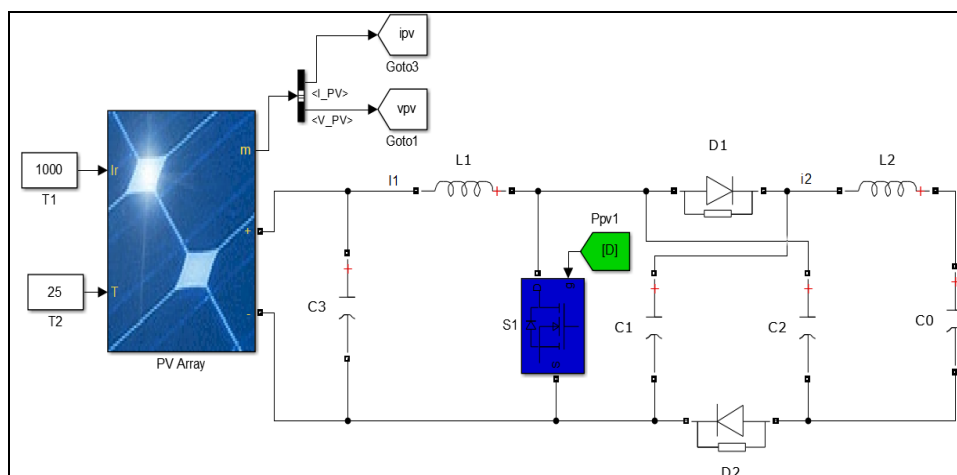 ipv
Goto3
<I_PV>
vpv
<V_PV>
Goto1
m
1000
Ir
T1
L1
D1
L2
I1
i2
+
Ppv1
[D]
25
T
T2
-
C3
S1
C1
C2
C0
PV Array
D2